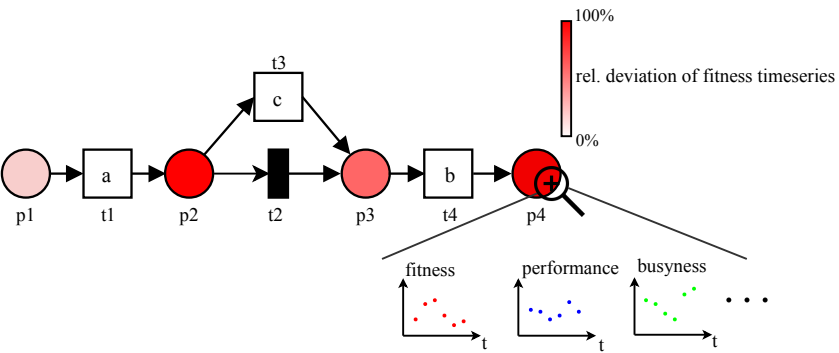 100%
rel. deviation of fitness timeseries
0%
t3
c
a
b
p1
t1
p2
t2
p3
t4
p4
fitness
performance
busyness
t
t
t